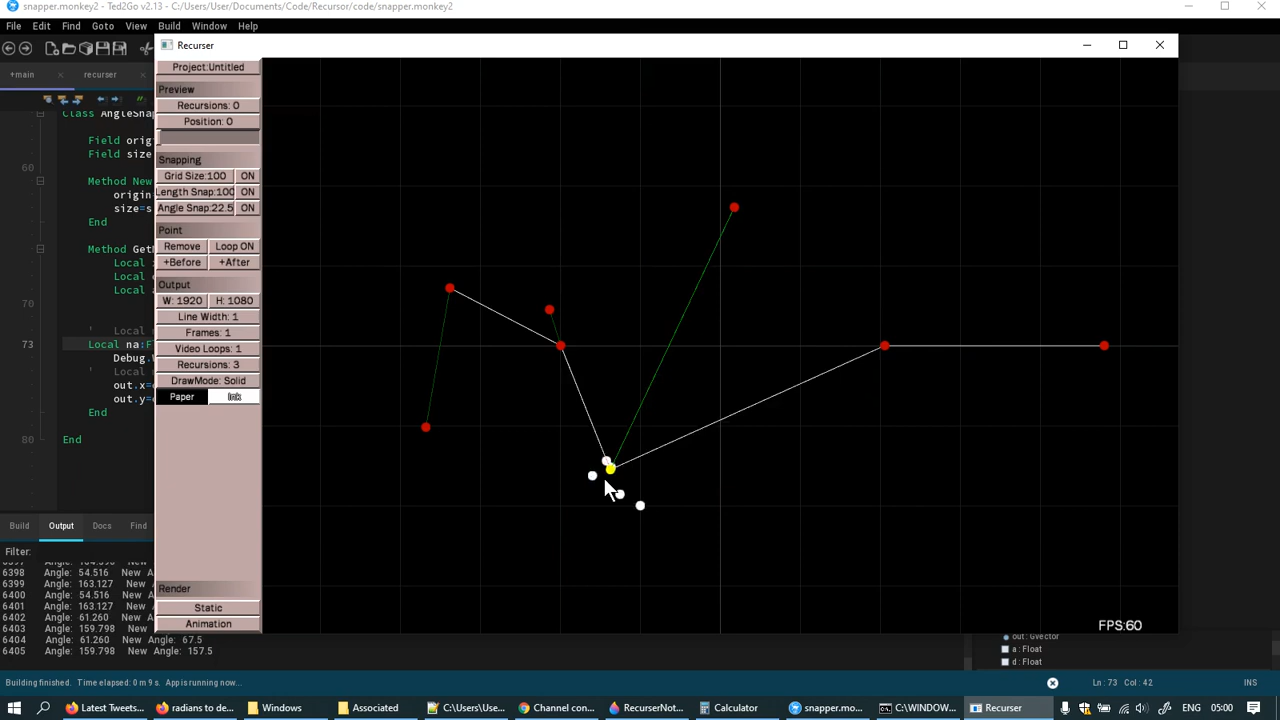 snapper.monkey2 - Ted2Go v2.13 - C:/Users/User/Documents/Code/Recursor/code/snapper.monkey2
File Edit Find Goto View Build Window Help
Recurser
+main
recurser
Class AngleSna
Field orig
60 Field size
Method New
origin
size=s
End
Method Get
Local
Local
70 Local
' Local
73 Local na:F
Debug.
' Local
out.x=
out.y=
End
80 End
Project:Untitled
Preview
Recursions: 0
Position: 0
Snapping
Grid Size:100 ON
Length Snap:100 ON
Angle Snap:22.5 ON
Point
Remove Loop ON
+Before +After
Output
W: 1920 H: 1080
Line Width: 1
Frames: 1
Video Loops: 1
Recursions: 3
DrawMode: Solid
Paper Ink
Render
Static
Animation
FPS:60
Build Output Docs Find
Filter:
6398 Angle: 54.516 New A
6399 Angle: 163.127 New A
6400 Angle: 54.516 New A
6401 Angle: 163.127 New A
6402 Angle: 61.260 New A
6403 Angle: 159.798 New A
6404 Angle: 61.260 New Angle: 67.5
6405 Angle: 159.798 New Angle: 157.5
out : Gvector
a : Float
d : Float
Building finished. Time elapsed: 0 m 9 s. App is running now...
Ln : 73 Col : 42
INS
Latest Tweets...
radians to de...
Windows
Associated
C:\Users\Use...
Channel con...
RecurserNot...
Calculator
snapper.mon...
C:\WINDOW...
Recurser
ENG 05:00